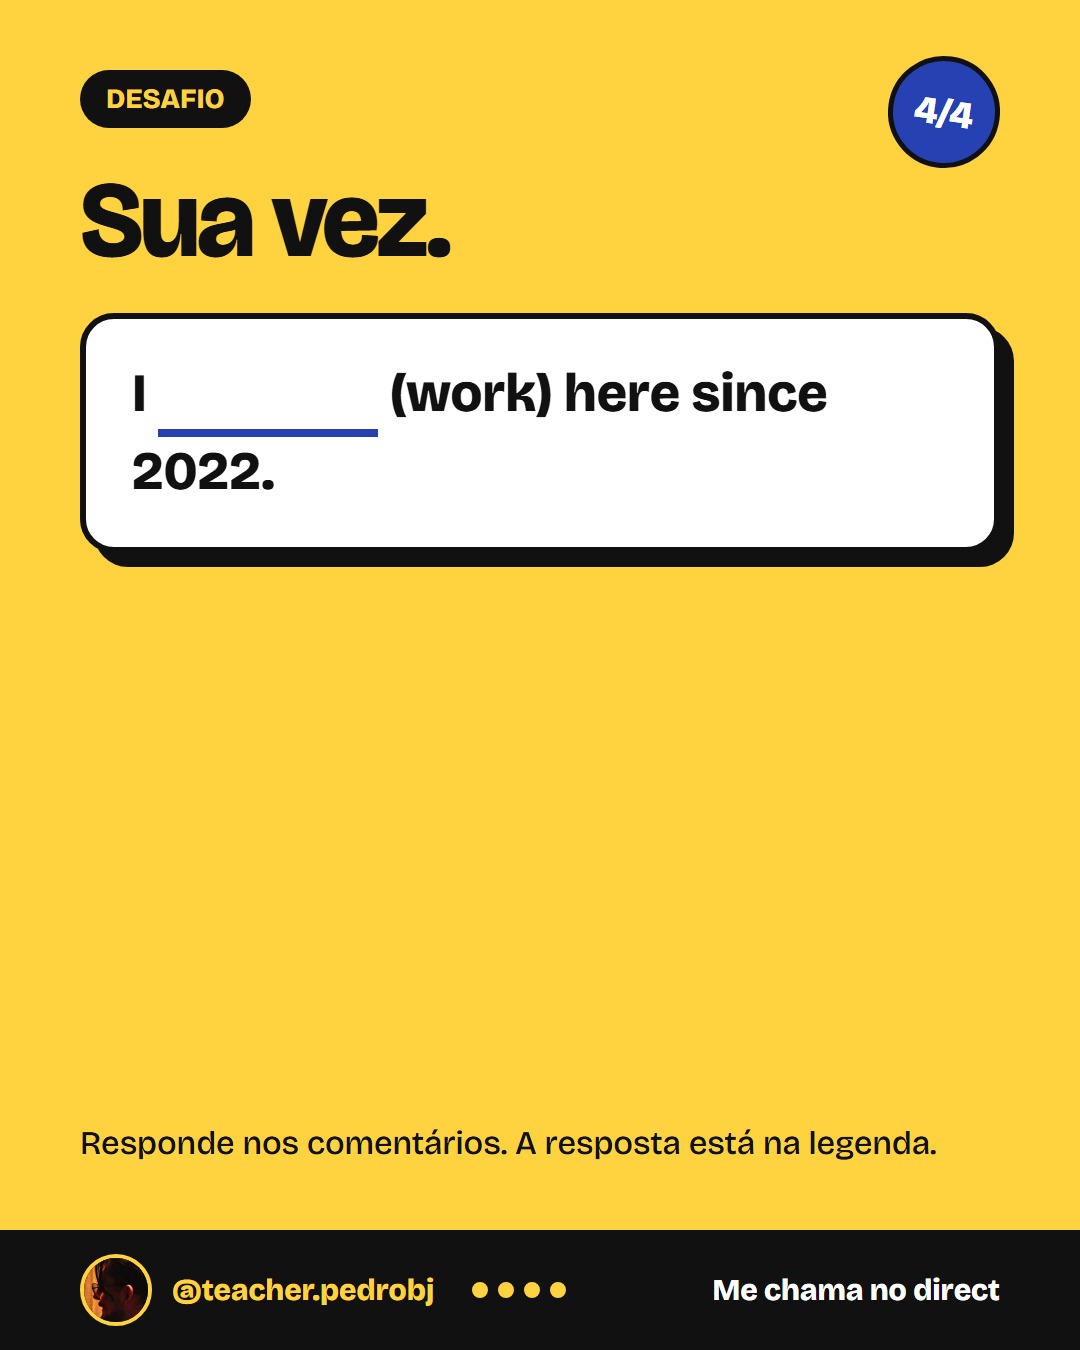 DESAFIO
4/4
Sua vez.
I ________ (work) here since
2022.
Responde nos comentários. A resposta está na legenda.
@teacher.pedrobj
Me chama no direct